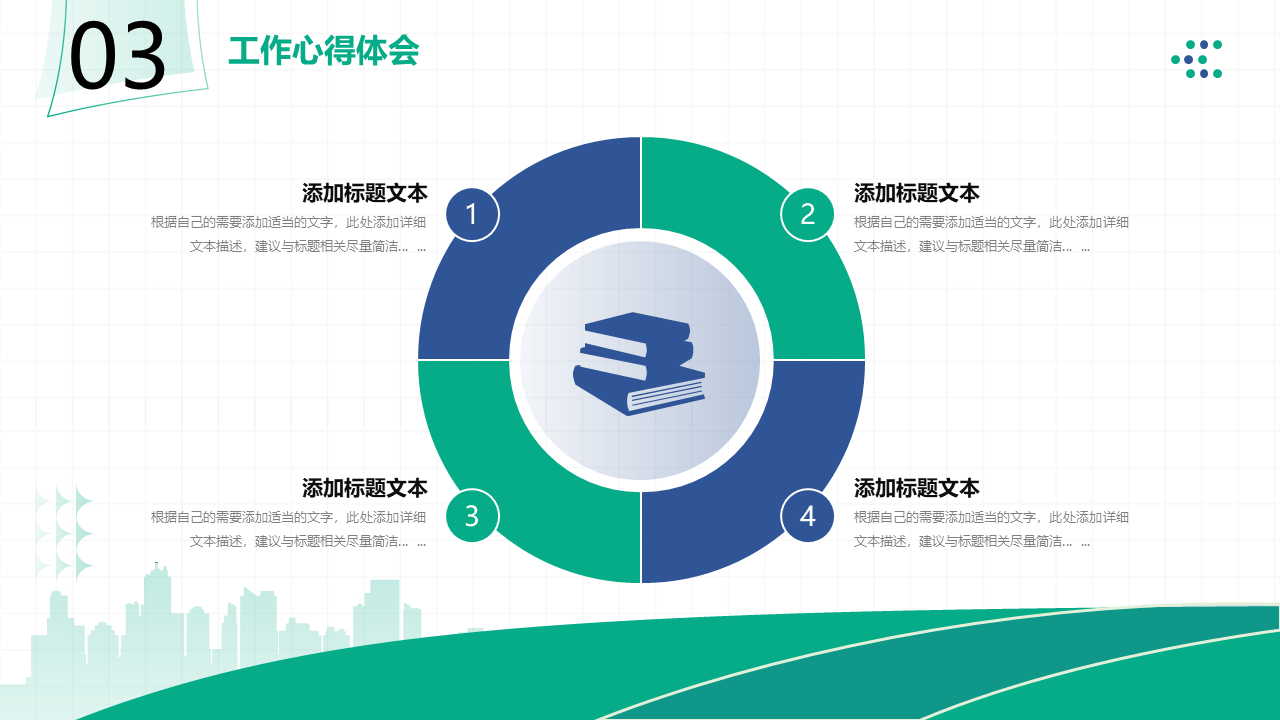 03
工作心得体会
添加标题文本
根据自己的需要添加适当的文字，此处添加详细
文本描述，建议与标题相关尽量简洁... ...
1
2
添加标题文本
根据自己的需要添加适当的文字，此处添加详细
文本描述，建议与标题相关尽量简洁... ...
添加标题文本
根据自己的需要添加适当的文字，此处添加详细
文本描述，建议与标题相关尽量简洁... ...
3
4
添加标题文本
根据自己的需要添加适当的文字，此处添加详细
文本描述，建议与标题相关尽量简洁... ...